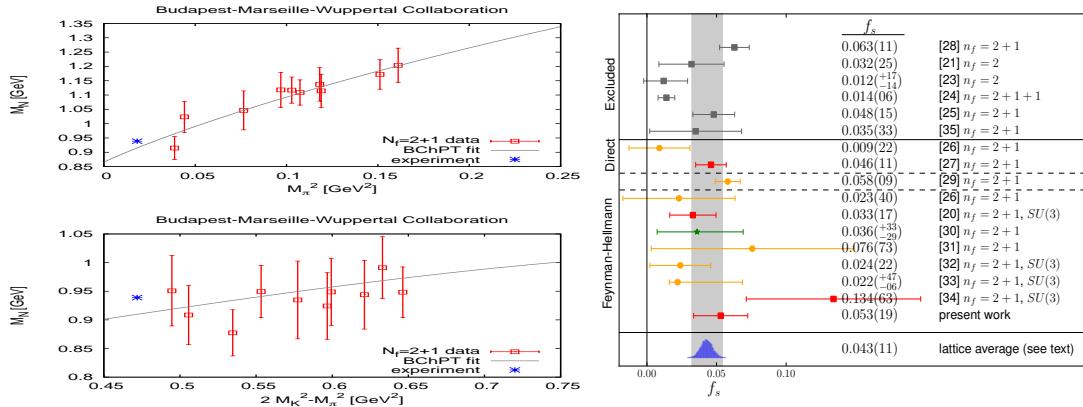 Budapest-Marseille-Wuppertal Collaboration
1.35
1.3
1.25
1.2
1.15
1.1
1.05
1
0.95
0.9
0.85
M_N [GeV]
N_f=2+1 data
BChPT fit
experiment
0
0.05
0.1
0.15
0.2
0.25
M_π^2 [GeV^2]
Budapest-Marseille-Wuppertal Collaboration
1.05
1
0.95
0.9
0.85
0.8
M_N [GeV]
N_f=2+1 data
BChPT fit
experiment
0.45
0.5
0.55
0.6
0.65
0.7
0.75
2 M_K^2-M_π^2 [GeV^2]
f_s
Excluded
0.063(11) [28] n_f = 2 + 1
0.032(25) [21] n_f = 2
0.012(^{+17}_{-14}) [23] n_f = 2
0.014(06) [24] n_f = 2 + 1 + 1
0.048(15) [25] n_f = 2 + 1
0.035(33) [35] n_f = 2 + 1
Direct
0.009(22) [26] n_f = 2 + 1
0.046(11) [27] n_f = 2 + 1
0.058(09) [29] n_f = 2 + 1
Feynman-Hellmann
0.023(40) [26] n_f = 2 + 1
0.033(17) [20] n_f = 2 + 1, SU(3)
0.036(^{+33}_{-29}) [30] n_f = 2 + 1
0.076(73) [31] n_f = 2 + 1
0.024(22) [32] n_f = 2 + 1, SU(3)
0.022(^{+47}_{-06}) [33] n_f = 2 + 1, SU(3)
0.134(63) [34] n_f = 2 + 1, SU(3)
0.053(19) present work
0.043(11) lattice average (see text)
0.00
0.05
0.10
f_s